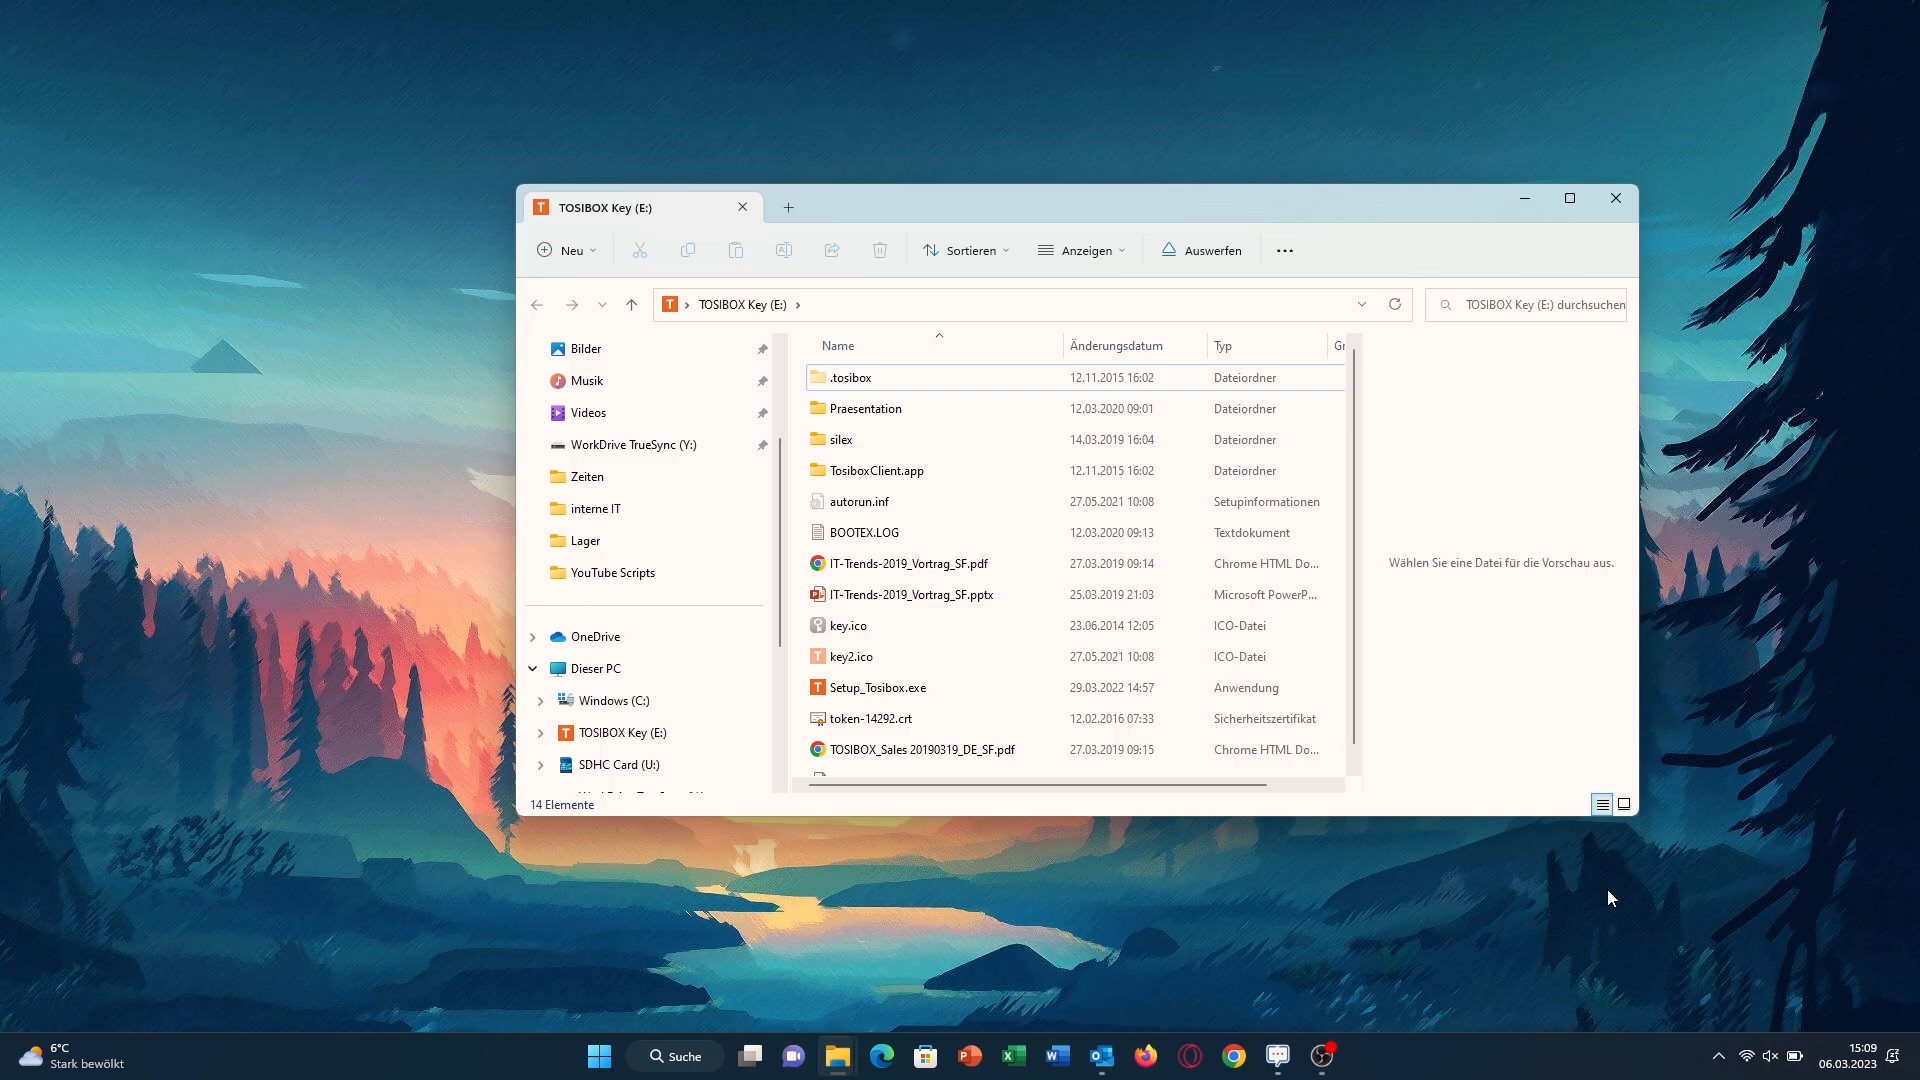 TOSIBOX Key (E:)
Neu
Sortieren
Anzeigen
Auswerfen
TOSIBOX Key (E:)
TOSIBOX Key (E:) durchsuchen
Bilder
Musik
Videos
WorkDrive TrueSync (Y:)
Zeiten
interne IT
Lager
YouTube Scripts
OneDrive
Dieser PC
Windows (C:)
TOSIBOX Key (E:)
SDHC Card (U:)
Name Änderungsdatum Typ
.tosibox 12.11.2015 16:02 Dateiordner
Praesentation 12.03.2020 09:01 Dateiordner
silex 14.03.2019 16:04 Dateiordner
TosiboxClient.app 12.11.2015 16:02 Dateiordner
autorun.inf 27.05.2021 10:08 Setupinformationen
BOOTEX.LOG 12.03.2020 09:13 Textdokument
IT-Trends-2019_Vortrag_SF.pdf 27.03.2019 09:14 Chrome HTML Do...
IT-Trends-2019_Vortrag_SF.pptx 25.03.2019 21:03 Microsoft PowerP...
key.ico 23.06.2014 12:05 ICO-Datei
key2.ico 27.05.2021 10:08 ICO-Datei
Setup_Tosibox.exe 29.03.2022 14:57 Anwendung
token-14292.crt 12.02.2016 07:33 Sicherheitszertifikat
TOSIBOX_Sales 20190319_DE_SF.pdf 27.03.2019 09:15 Chrome HTML Do...
Wählen Sie eine Datei für die Vorschau aus.
14 Elemente
6°C
Stark bewölkt
Suche
15:09
06.03.2023